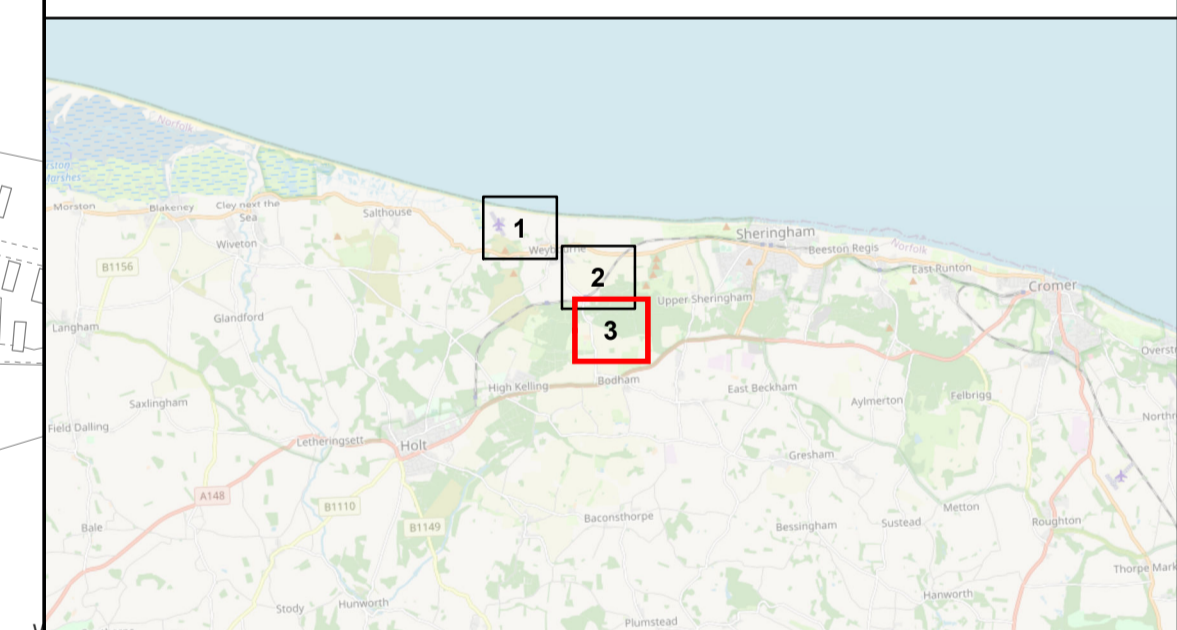 Norfolk
Morston
Blakeney
Cley next the
Sea
Salthouse
1
Wiveton
2
Sheringham
Beeston Regis
Norfolk
East Runton
Cromer
B1156
Upper Sheringham
Langham
Glandford
3
High Kelling
Bodham
East Beckham
Aylmerton
Felbrigg
Saxlingham
Field Dalling
Letheringsett
Holt
Gresham
A148
B1110
B1149
Baconsthorpe
Bale
Bessingham
Sustead
Metton
Roughton
Thorpe Mark
Stody
Hunworth
Hanworth
Plumstead